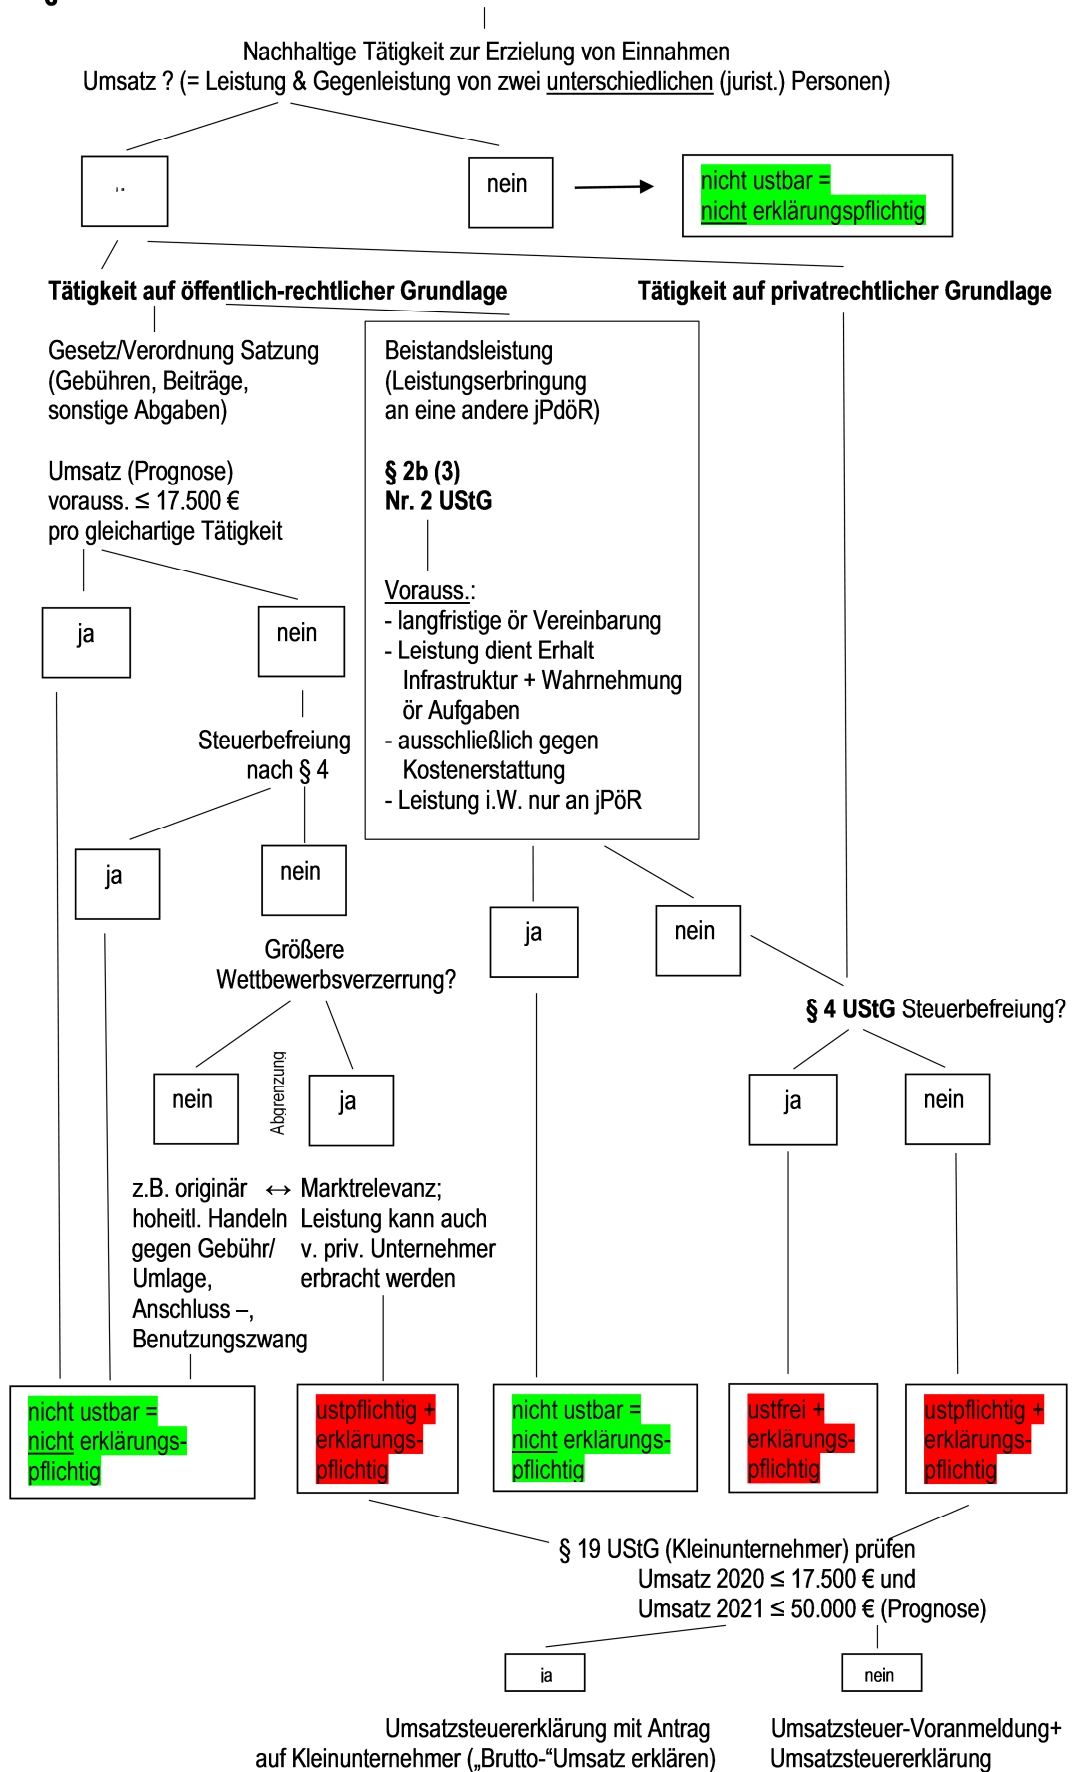 Nachhaltige Tätigkeit zur Erzielung von Einnahmen
Umsatz ? (= Leistung & Gegenleistung von zwei unterschiedlichen (jurist.) Personen)
nein
nicht ustbar =
nicht erklärungspflichtig
Tätigkeit auf öffentlich-rechtlicher Grundlage
Tätigkeit auf privatrechtlicher Grundlage
Gesetz/Verordnung Satzung
(Gebühren, Beiträge,
sonstige Abgaben)
Umsatz (Prognose)
vorauss. ≤ 17.500 €
pro gleichartige Tätigkeit
Beistandsleistung
(Leistungserbringung
an eine andere jPdöR)
§ 2b (3)
Nr. 2 UStG
Vorauss.:
- langfristige ör Vereinbarung
- Leistung dient Erhalt
Infrastruktur + Wahrnehmung
ör Aufgaben
- ausschließlich gegen
Kostenerstattung
- Leistung i.W. nur an jPöR
ja
nein
Steuerbefreiung
nach § 4
ja
nein
ja
nein
Größere
Wettbewerbsverzerrung?
§ 4 UStG Steuerbefreiung?
nein
Abgrenzung
ja
ja
nein
z.B. originär ↔
hoheitl. Handeln
gegen Gebühr/
Umlage,
Anschluss –,
Benutzungszwang
Marktrelevanz;
Leistung kann auch
v. priv. Unternehmer
erbracht werden
nicht ustbar =
nicht erklärungs-
pflichtig
ustpflichtig +
erklärungs-
pflichtig
nicht ustbar =
nicht erklärungs-
pflichtig
ustfrei +
erklärungs-
pflichtig
ustpflichtig +
erklärungs-
pflichtig
§ 19 UStG (Kleinunternehmer) prüfen
Umsatz 2020 ≤ 17.500 € und
Umsatz 2021 ≤ 50.000 € (Prognose)
ja
nein
Umsatzsteuererklärung mit Antrag
auf Kleinunternehmer („Brutto-“Umsatz erklären)
Umsatzsteuer-Voranmeldung+
Umsatzsteuererklärung